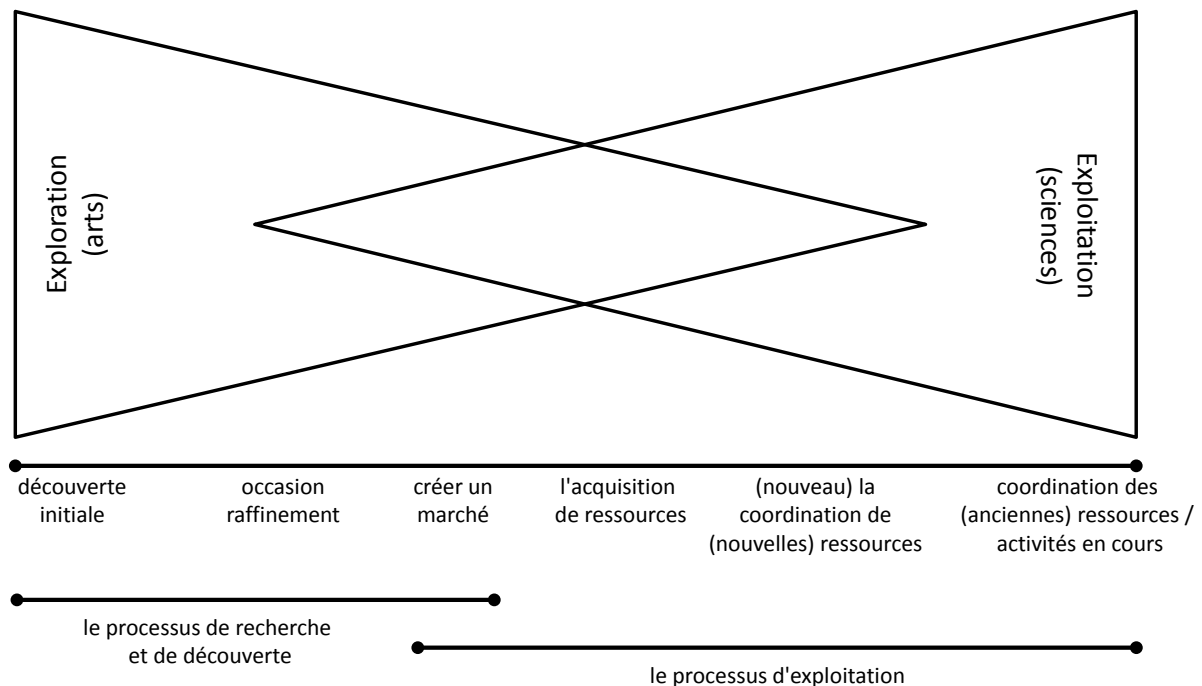 Exploration
(arts)
Exploitation
(sciences)
découverte
initiale
occasion
raffinement
créer un
marché
l'acquisition
de ressources
(nouveau) la
coordination de
(nouvelles) ressources
coordination des
(anciennes) ressources /
activités en cours
le processus de recherche
et de découverte
le processus d'exploitation